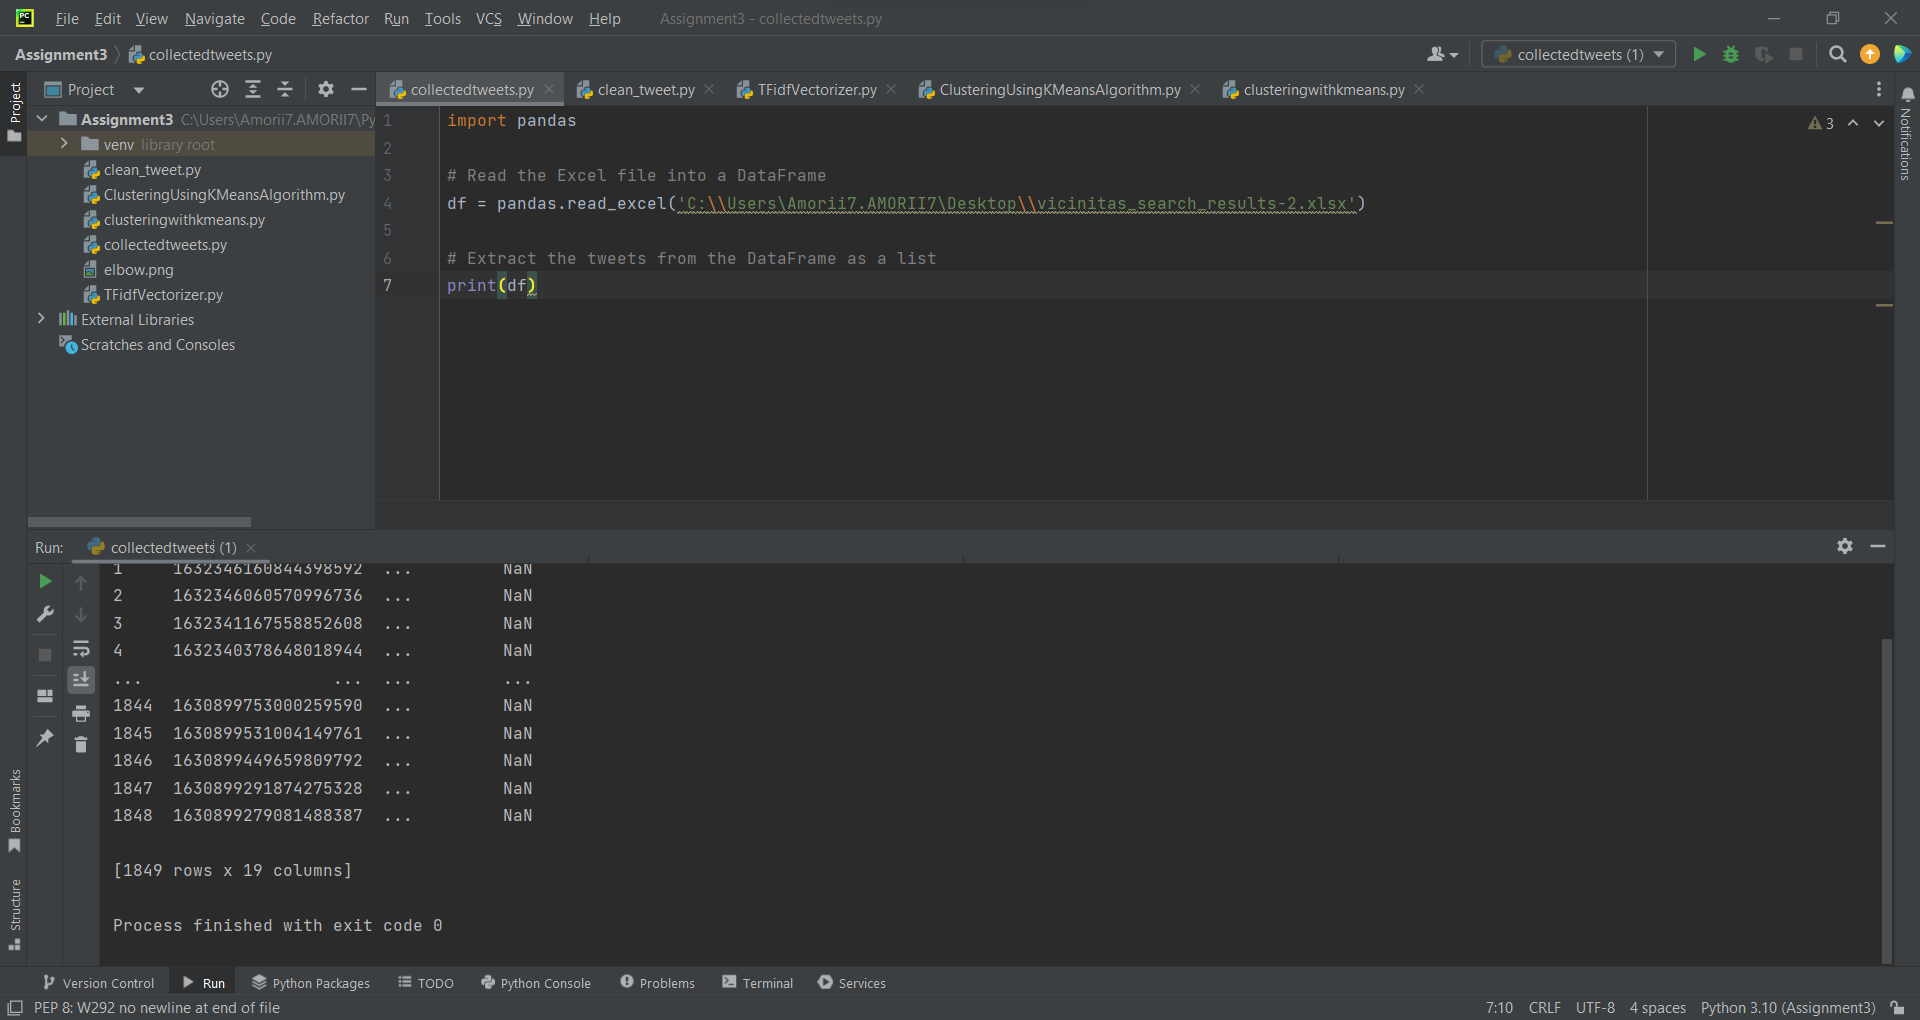 File Edit View Navigate Code Refactor Run Tools VCS Window Help Assignment3 - collectedtweets.py
Assignment3 collectedtweets.py collectedtweets (1)
Project
Project
collectedtweets.py clean_tweet.py TFidfVectorizer.py ClusteringUsingKMeansAlgorithm.py clusteringwithkmeans.py
Notifications
Assignment3 C:\Users\Amorii7.AMORII7\Py
venv library root
clean_tweet.py
ClusteringUsingKMeansAlgorithm.py
clusteringwithkmeans.py
collectedtweets.py
elbow.png
TFidfVectorizer.py
External Libraries
Scratches and Consoles
1 import pandas
3
2
3 # Read the Excel file into a DataFrame
4 df = pandas.read_excel('C:\\Users\Amorii7.AMORII7\Desktop\\vicinitas_search_results-2.xlsx')
5
6 # Extract the tweets from the DataFrame as a list
7 print(df)
Run: collectedtweets (1)
1 1632346160844398592 ... NaN
2 1632346060570996736 ... NaN
3 1632341167558852608 ... NaN
4 1632340378648018944 ... NaN
... ... ... ...
1844 1630899753000259590 ... NaN
1845 1630899531004149761 ... NaN
1846 1630899449659809792 ... NaN
1847 1630899291874275328 ... NaN
1848 1630899279081488387 ... NaN
[1849 rows x 19 columns]
Process finished with exit code 0
Bookmarks
Structure
Version Control Run Python Packages TODO Python Console Problems Terminal Services
PEP 8: W292 no newline at end of file 7:10 CRLF UTF-8 4 spaces Python 3.10 (Assignment3)